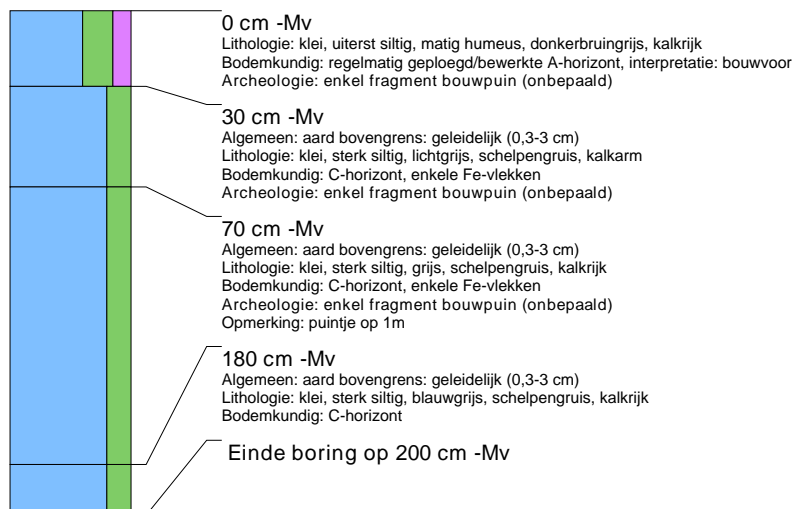 0 cm -Mv
Lithologie: klei, uiterst siltig, matig humeus, donkerbruingrijs, kalkrijk
Bodemkundig: regelmatig geploegd/bewerkte A-horizont, interpretatie: bouwvoor
Archeologie: enkel fragment bouwpuin (onbepaald)
30 cm -Mv
Algemeen: aard bovengrens: geleidelijk (0,3-3 cm)
Lithologie: klei, sterk siltig, lichtgrijs, schelpengruis, kalkarm
Bodemkundig: C-horizont, enkele Fe-vlekken
Archeologie: enkel fragment bouwpuin (onbepaald)
70 cm -Mv
Algemeen: aard bovengrens: geleidelijk (0,3-3 cm)
Lithologie: klei, sterk siltig, grijs, schelpengruis, kalkrijk
Bodemkundig: C-horizont, enkele Fe-vlekken
Archeologie: enkel fragment bouwpuin (onbepaald)
Opmerking: puintje op 1m
180 cm -Mv
Algemeen: aard bovengrens: geleidelijk (0,3-3 cm)
Lithologie: klei, sterk siltig, blauwgrijs, schelpengruis, kalkrijk
Bodemkundig: C-horizont
Einde boring op 200 cm -Mv